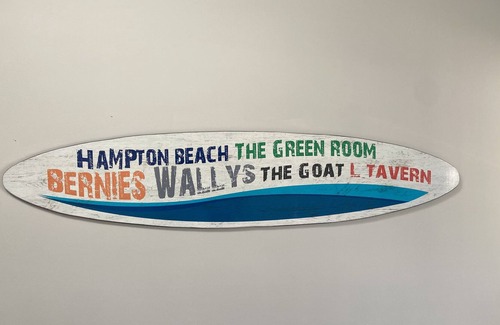 HAMPTON BEACH THE GREEN ROOM
BERNIES WALLYS THE GOAT L TAVERN